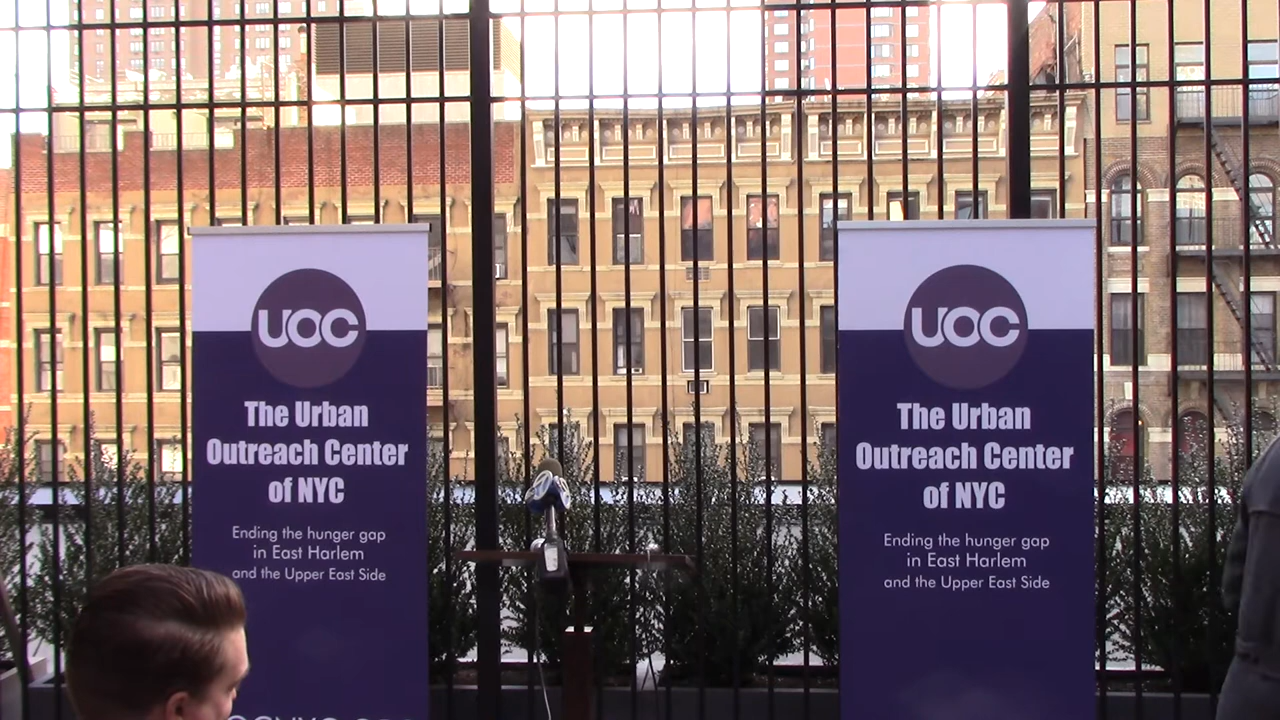 UOC
The Urban
Outreach Center
of NYC
Ending the hunger gap
in East Harlem
and the Upper East Side
UOC
The Urban
Outreach Center
of NYC
Ending the hunger gap
in East Harlem
and the Upper East Side